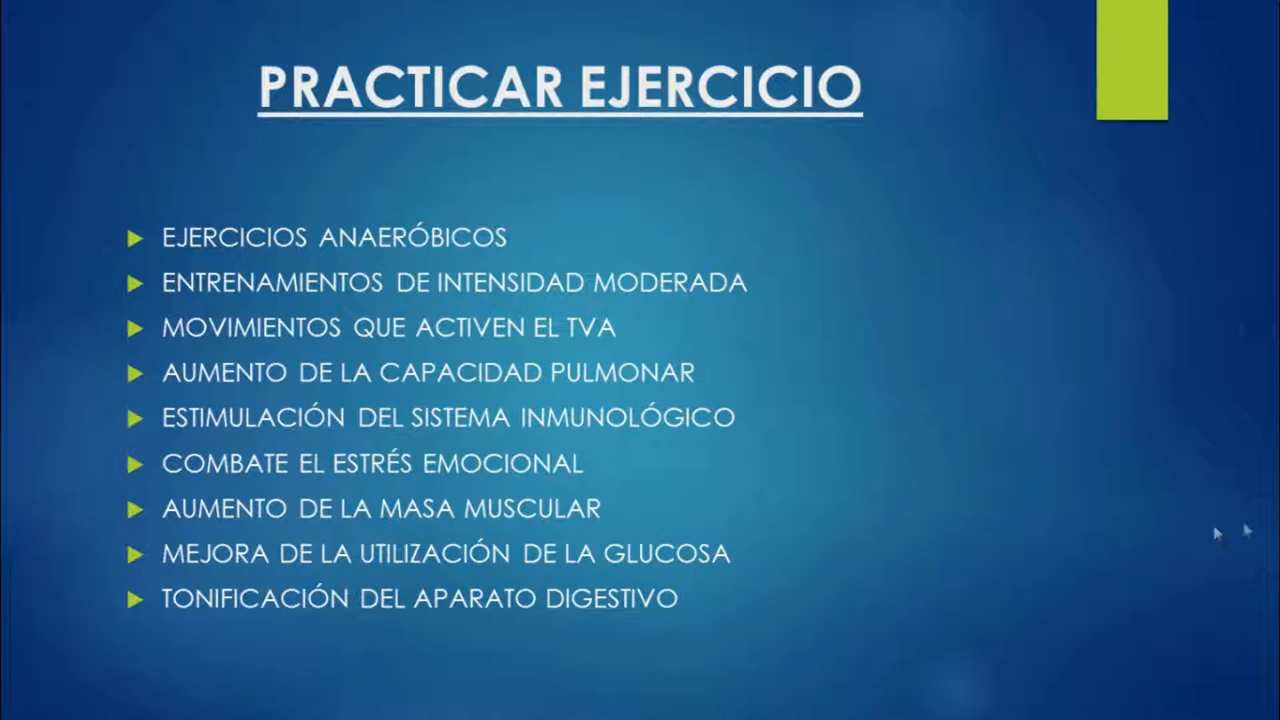 PRACTICAR EJERCICIO
EJERCICIOS ANAERÓBICOS
ENTRENAMIENTOS DE INTENSIDAD MODERADA
MOVIMIENTOS QUE ACTIVEN EL TVA
AUMENTO DE LA CAPACIDAD PULMONAR
ESTIMULACIÓN DEL SISTEMA INMUNOLÓGICO
COMBATE EL ESTRÉS EMOCIONAL
AUMENTO DE LA MASA MUSCULAR
MEJORA DE LA UTILIZACIÓN DE LA GLUCOSA
TONIFICACIÓN DEL APARATO DIGESTIVO